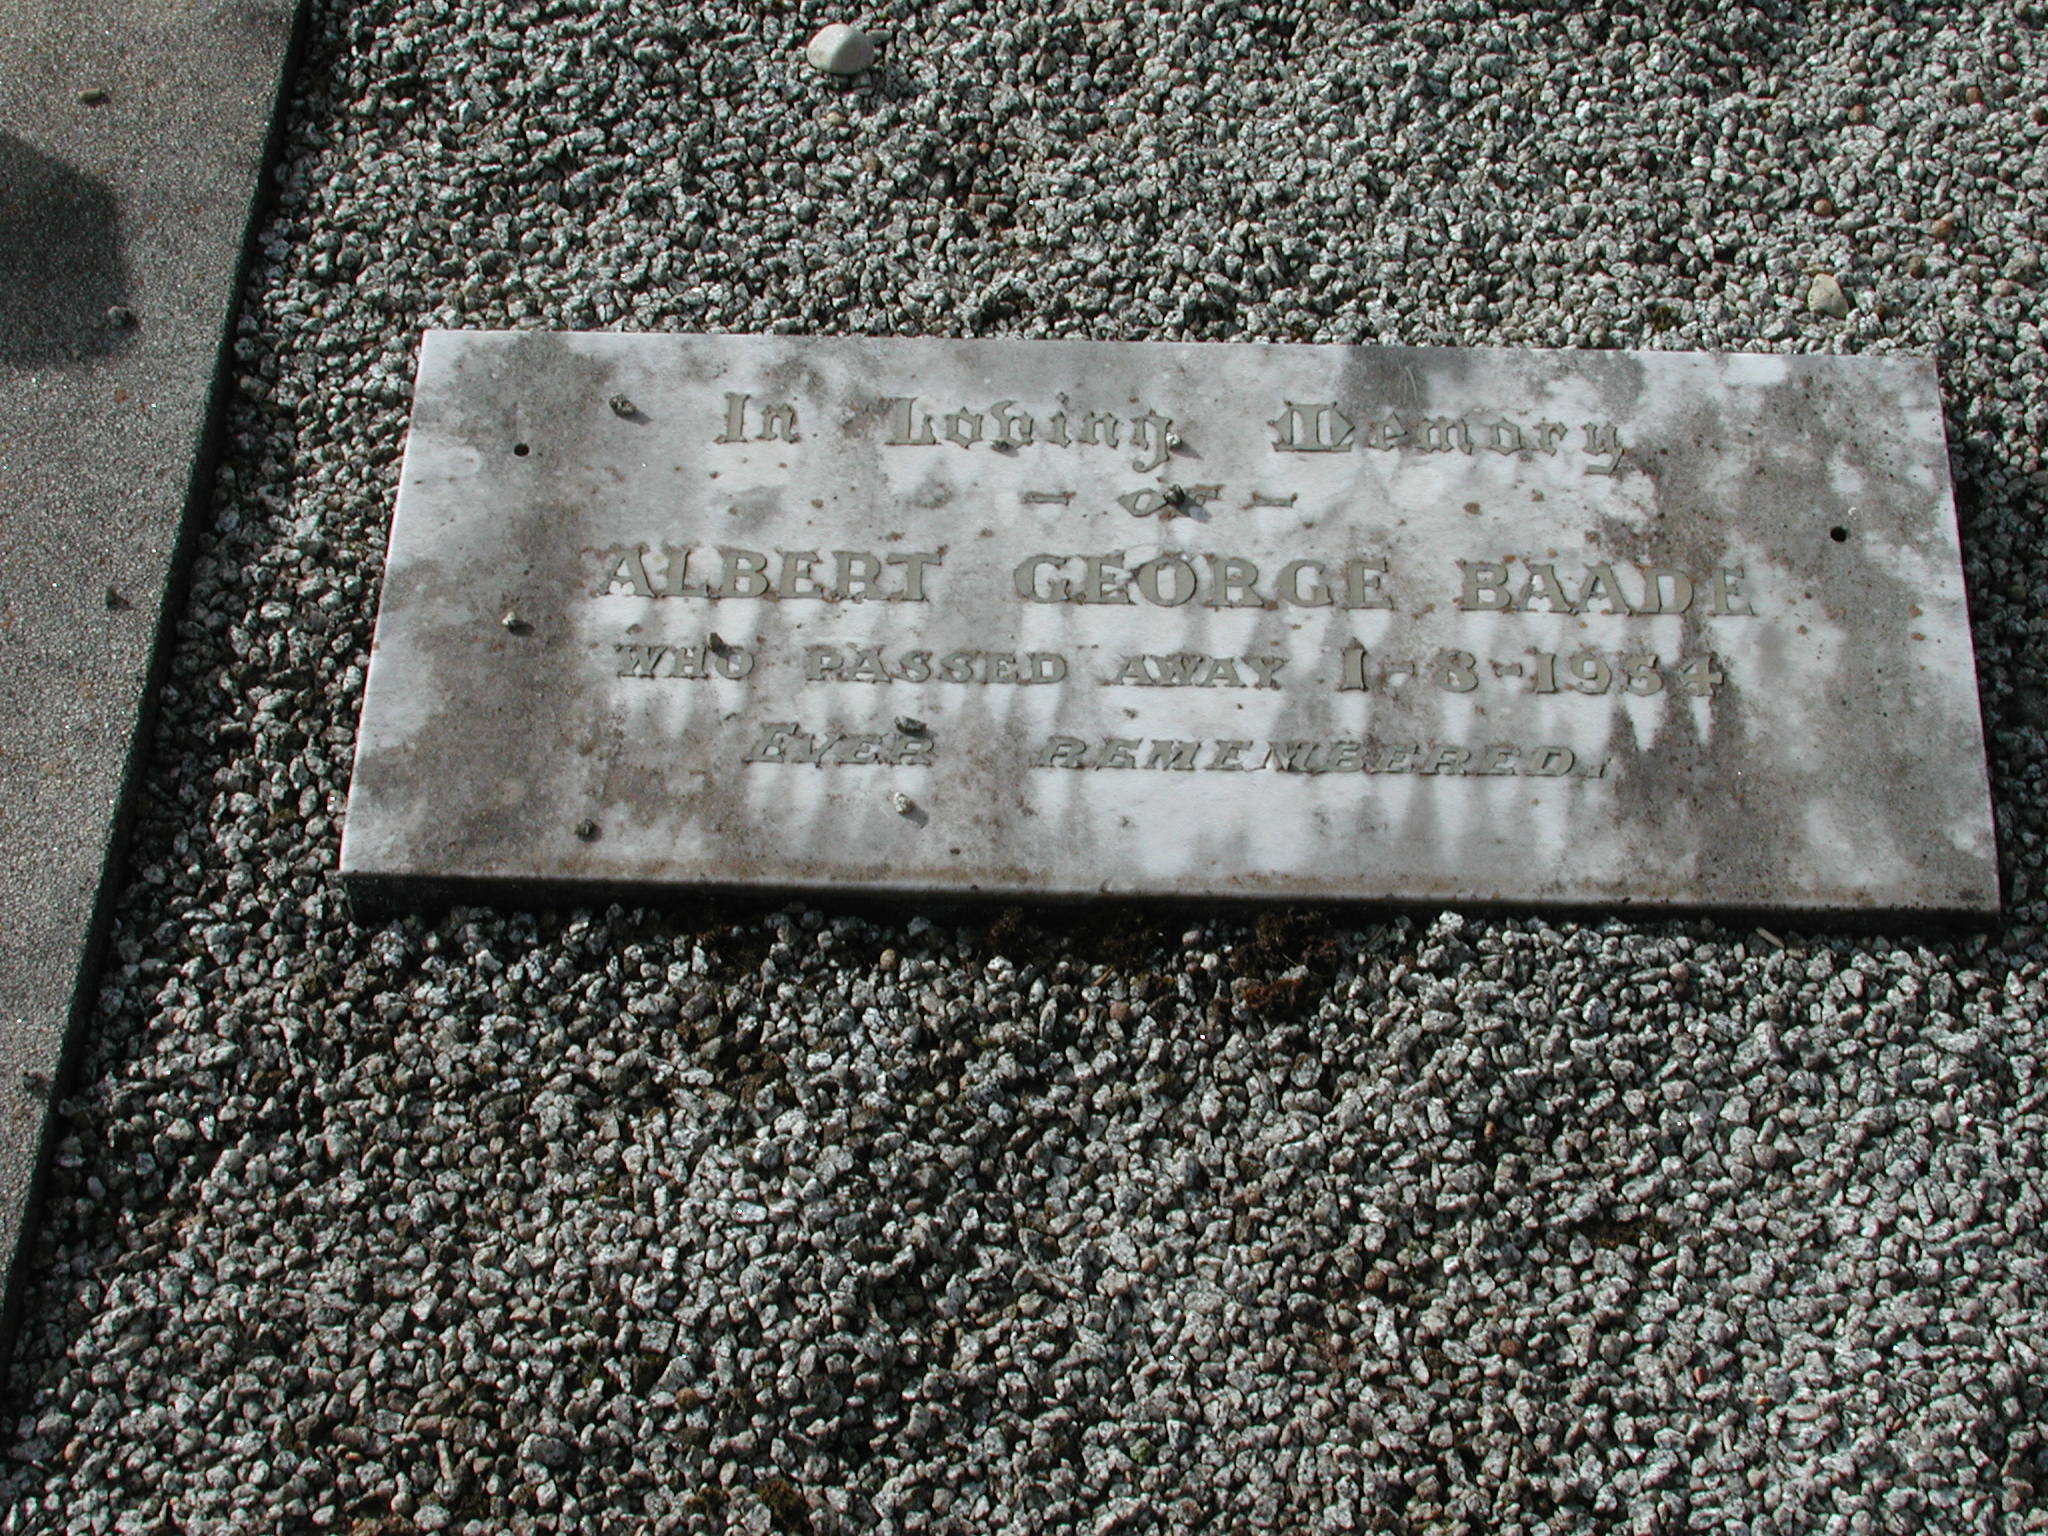 In Loving Memory
- OF -
ALBERT GEORGE BAADE
WHO PASSED AWAY 1-8-1954
EVER REMEMBERED.